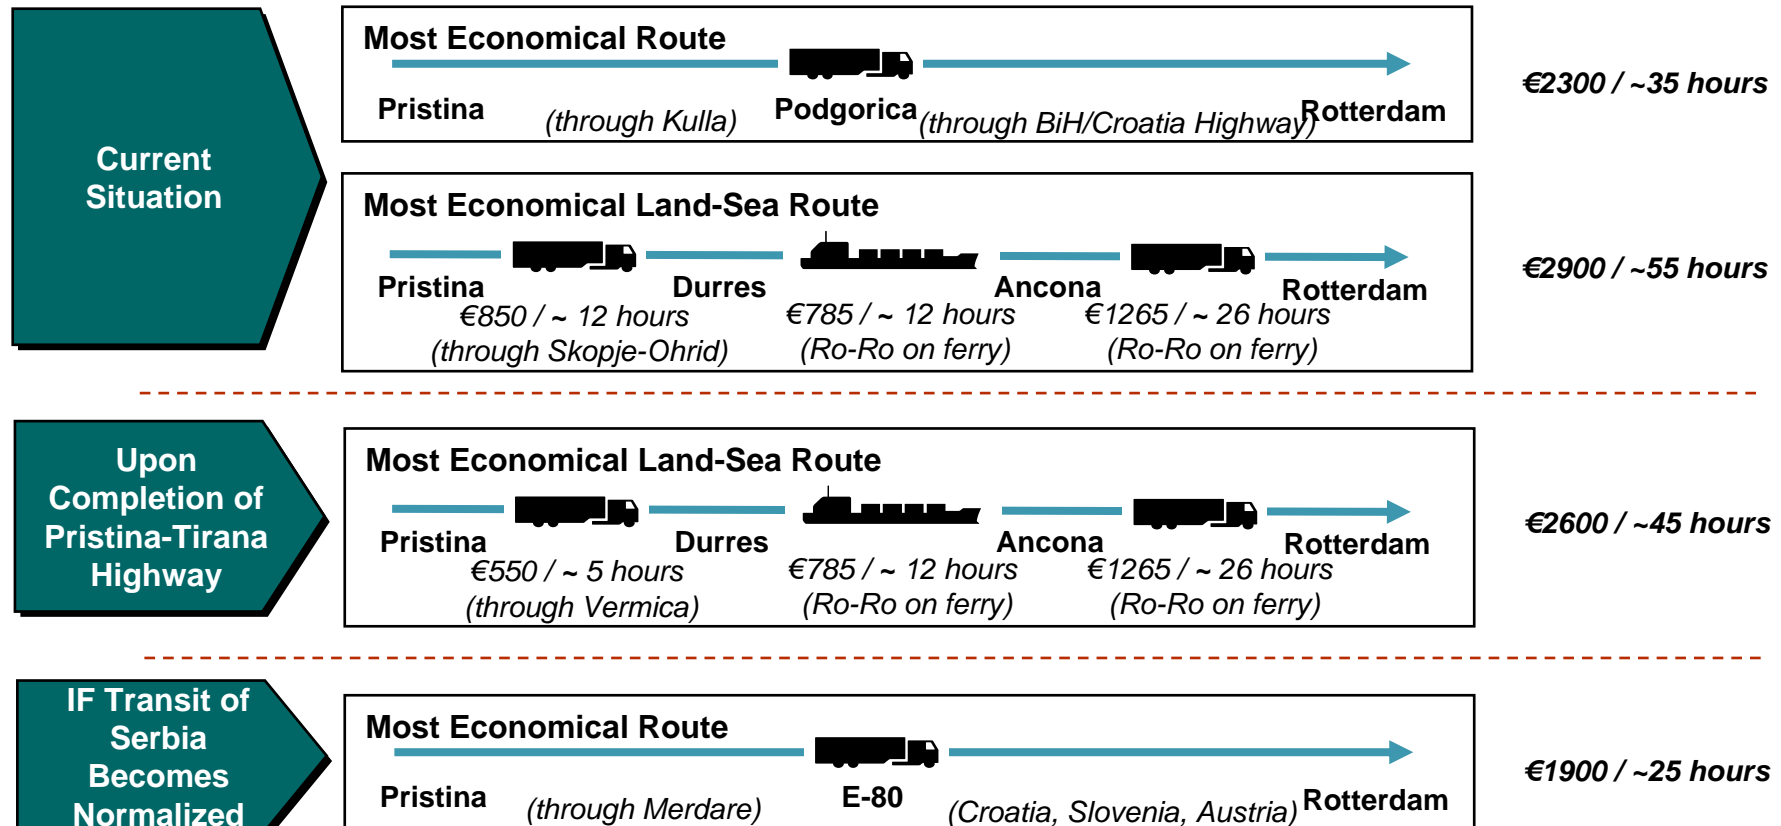 Current
Situation
Most Economical Route
Pristina
(through Kulla)
Podgorica
(through BiH/Croatia Highway)
Rotterdam
€2300 / ~35 hours
Most Economical Land-Sea Route
Pristina
Durres
Ancona
Rotterdam
€850 / ~ 12 hours
(through Skopje-Ohrid)
€785 / ~ 12 hours
(Ro-Ro on ferry)
€1265 / ~ 26 hours
(Ro-Ro on ferry)
€2900 / ~55 hours
Upon
Completion of
Pristina-Tirana
Highway
Most Economical Land-Sea Route
Pristina
Durres
Ancona
Rotterdam
€550 / ~ 5 hours
(through Vermica)
€785 / ~ 12 hours
(Ro-Ro on ferry)
€1265 / ~ 26 hours
(Ro-Ro on ferry)
€2600 / ~45 hours
IF Transit of
Serbia
Becomes
Normalized
Most Economical Route
Pristina
(through Merdare)
E-80
(Croatia, Slovenia, Austria)
Rotterdam
€1900 / ~25 hours